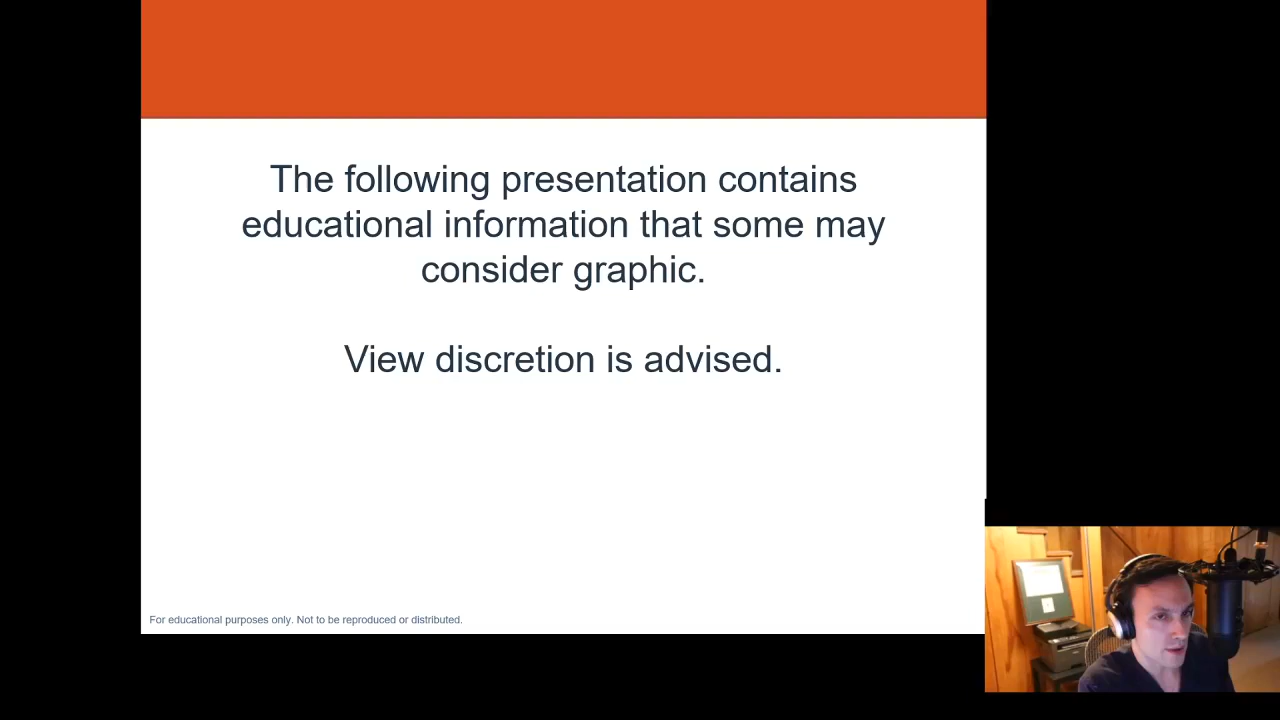 The following presentation contains
educational information that some may
consider graphic.
View discretion is advised.
For educational purposes only. Not to be reproduced or distributed.